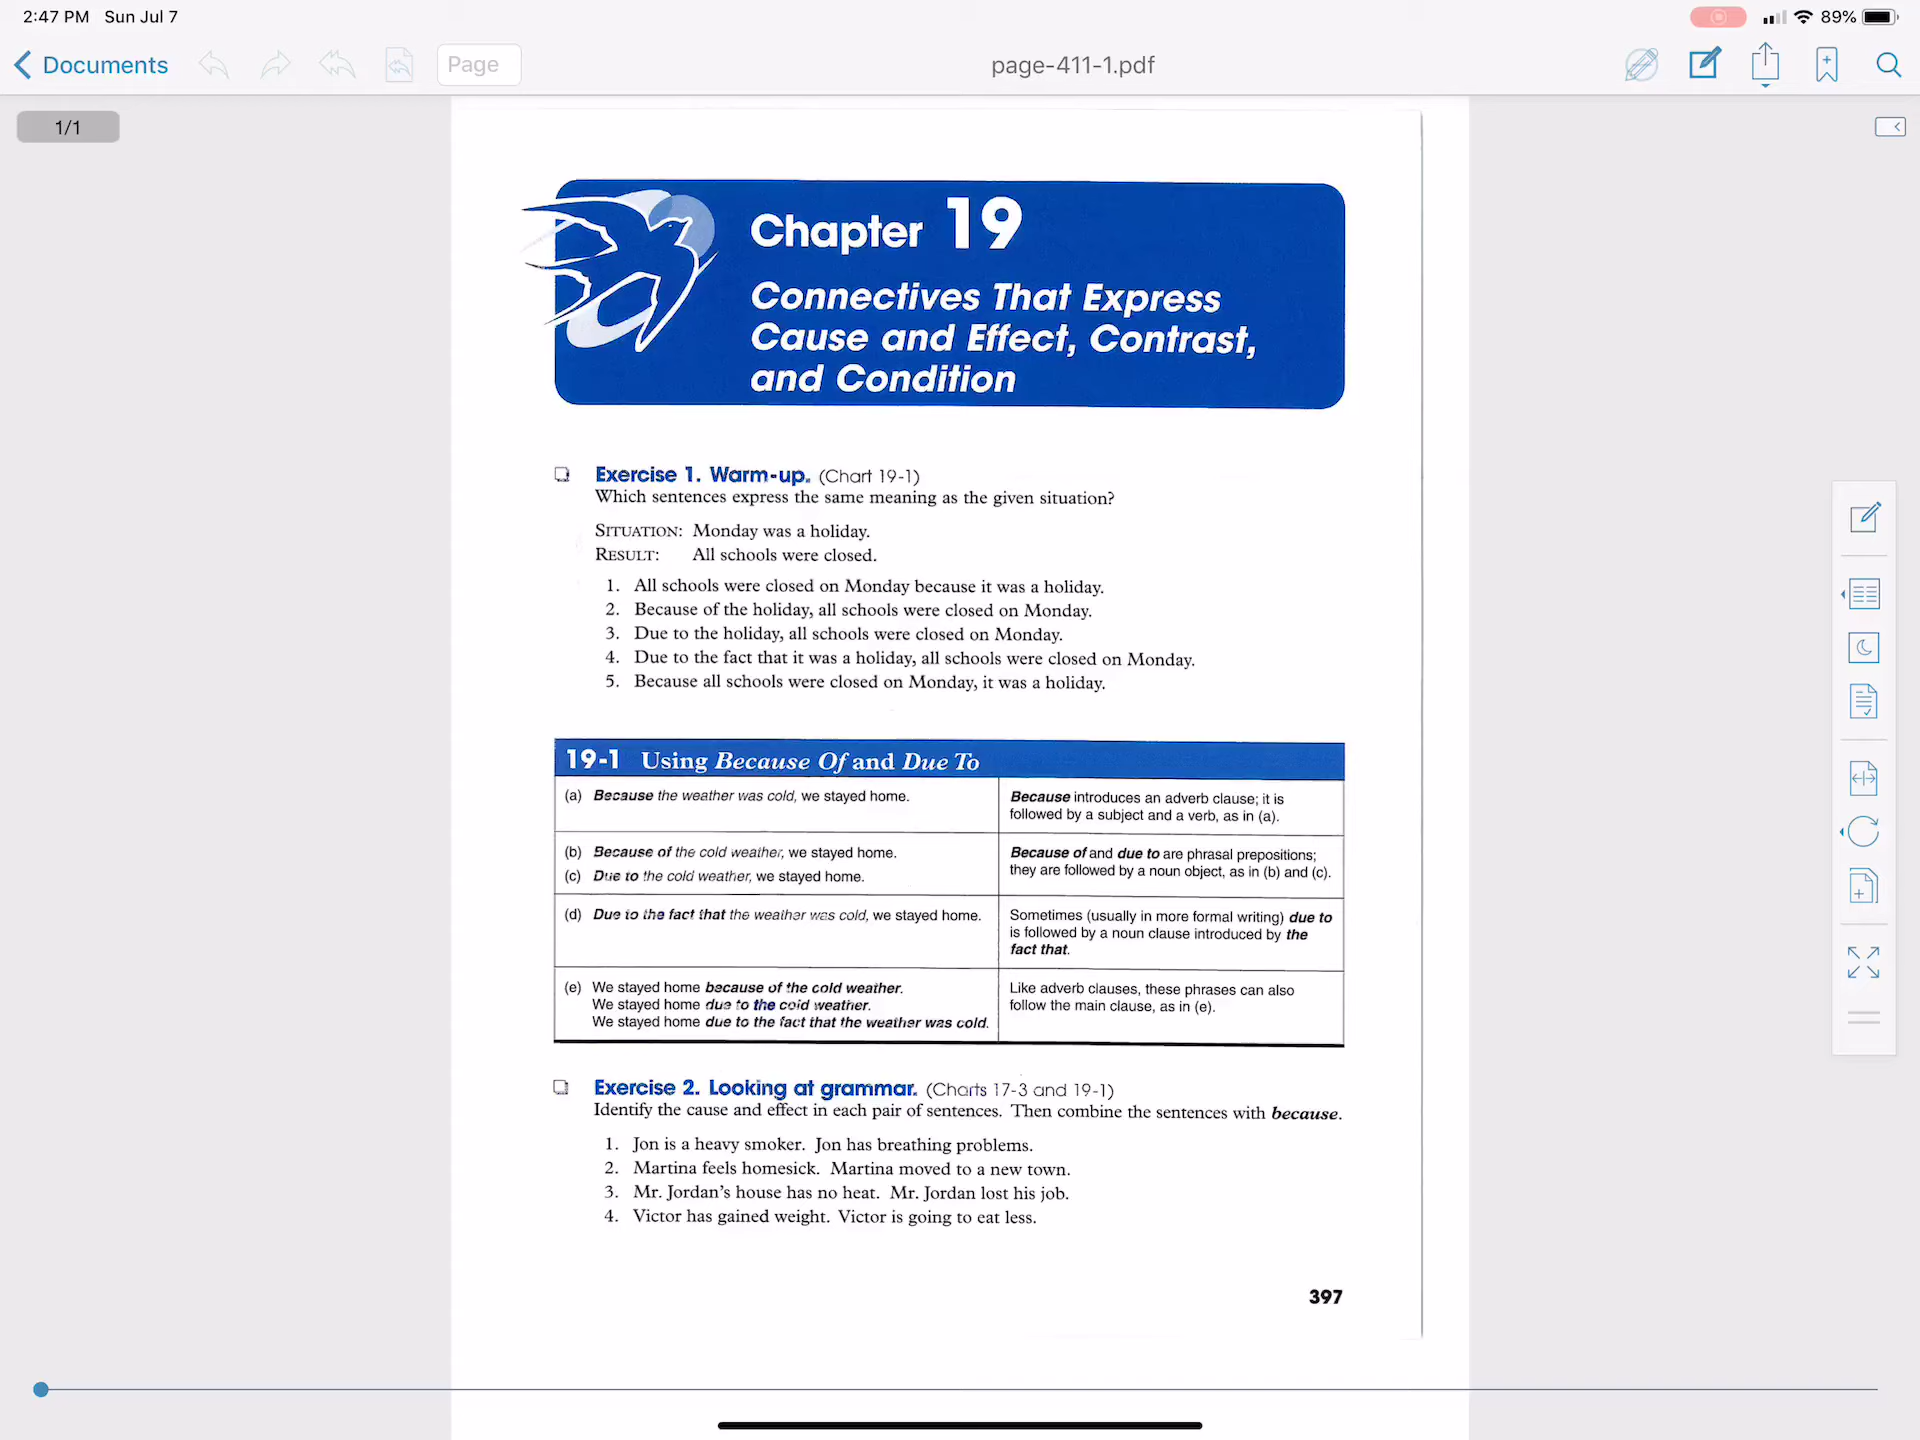 2:47 PM Sun Jul 7
89%
Documents
Page
page-411-1.pdf
1/1
Chapter 19
Connectives That Express
Cause and Effect, Contrast,
and Condition
Exercise 1. Warm-up. (Chart 19-1)
Which sentences express the same meaning as the given situation?
SITUATION: Monday was a holiday.
RESULT: All schools were closed.
1. All schools were closed on Monday because it was a holiday.
2. Because of the holiday, all schools were closed on Monday.
3. Due to the holiday, all schools were closed on Monday.
4. Due to the fact that it was a holiday, all schools were closed on Monday.
5. Because all schools were closed on Monday, it was a holiday.
19-1 Using Because Of and Due To
(a) Because the weather was cold, we stayed home.
Because introduces an adverb clause; it is
followed by a subject and a verb, as in (a).
(b) Because of the cold weather, we stayed home.
(c) Due to the cold weather, we stayed home.
Because of and due to are phrasal prepositions;
they are followed by a noun object, as in (b) and (c).
(d) Due to the fact that the weather was cold, we stayed home.
Sometimes (usually in more formal writing) due to
is followed by a noun clause introduced by the
fact that.
(e) We stayed home because of the cold weather.
We stayed home due to the cold weather.
We stayed home due to the fact that the weather was cold.
Like adverb clauses, these phrases can also
follow the main clause, as in (e).
Exercise 2. Looking at grammar. (Charts 17-3 and 19-1)
Identify the cause and effect in each pair of sentences. Then combine the sentences with because.
1. Jon is a heavy smoker. Jon has breathing problems.
2. Martina feels homesick. Martina moved to a new town.
3. Mr. Jordan's house has no heat. Mr. Jordan lost his job.
4. Victor has gained weight. Victor is going to eat less.
397